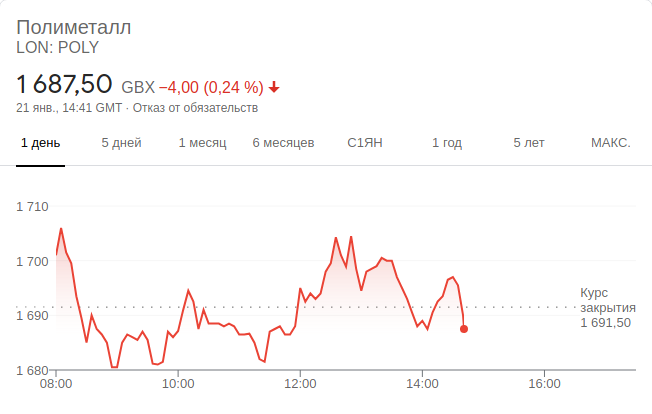 Полиметалл
LON: POLY
1 687,50 GBX −4,00 (0,24 %)
21 янв., 14:41 GMT · Отказ от обязательств
1 день 5 дней 1 месяц 6 месяцев С1ЯН 1 год 5 лет МАКС.
1 710
1 700
1 690
1 680
Курс
закрытия
1 691,50
08:00 10:00 12:00 14:00 16:00